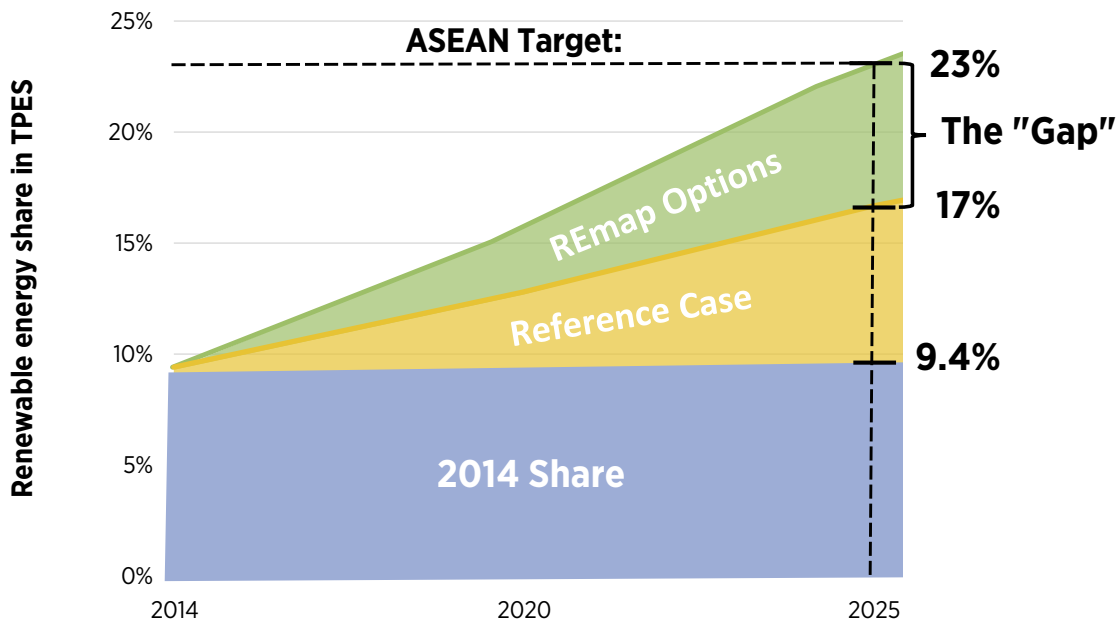 25%
ASEAN Target:
23%
The "Gap"
20%
REmap Options
17%
15%
Reference Case
10%
9.4%
2014 Share
5%
0%
2014
2020
2025
Renewable energy share in TPES